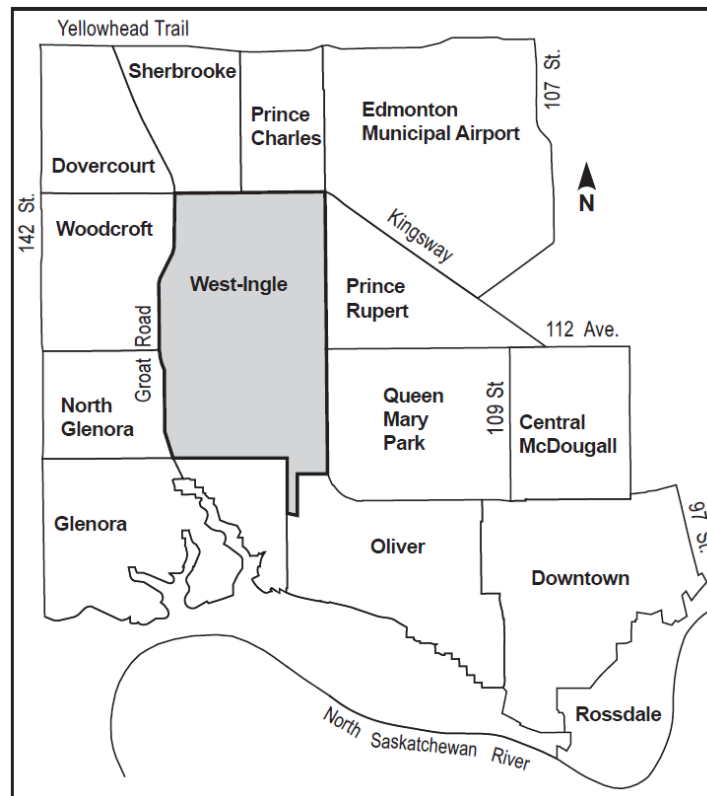 Yellowhead Trail
Sherbrooke
107 St.
Prince
Charles
Edmonton
Municipal Airport
Dovercourt
N
142 St.
Woodcroft
Kingsway
West-Ingle
Prince
Rupert
Groat Road
112 Ave.
North
Glenora
Queen
Mary
Park
109 St
Central
McDougall
Glenora
97 St.
Oliver
Downtown
Rossdale
North Saskatchewan River